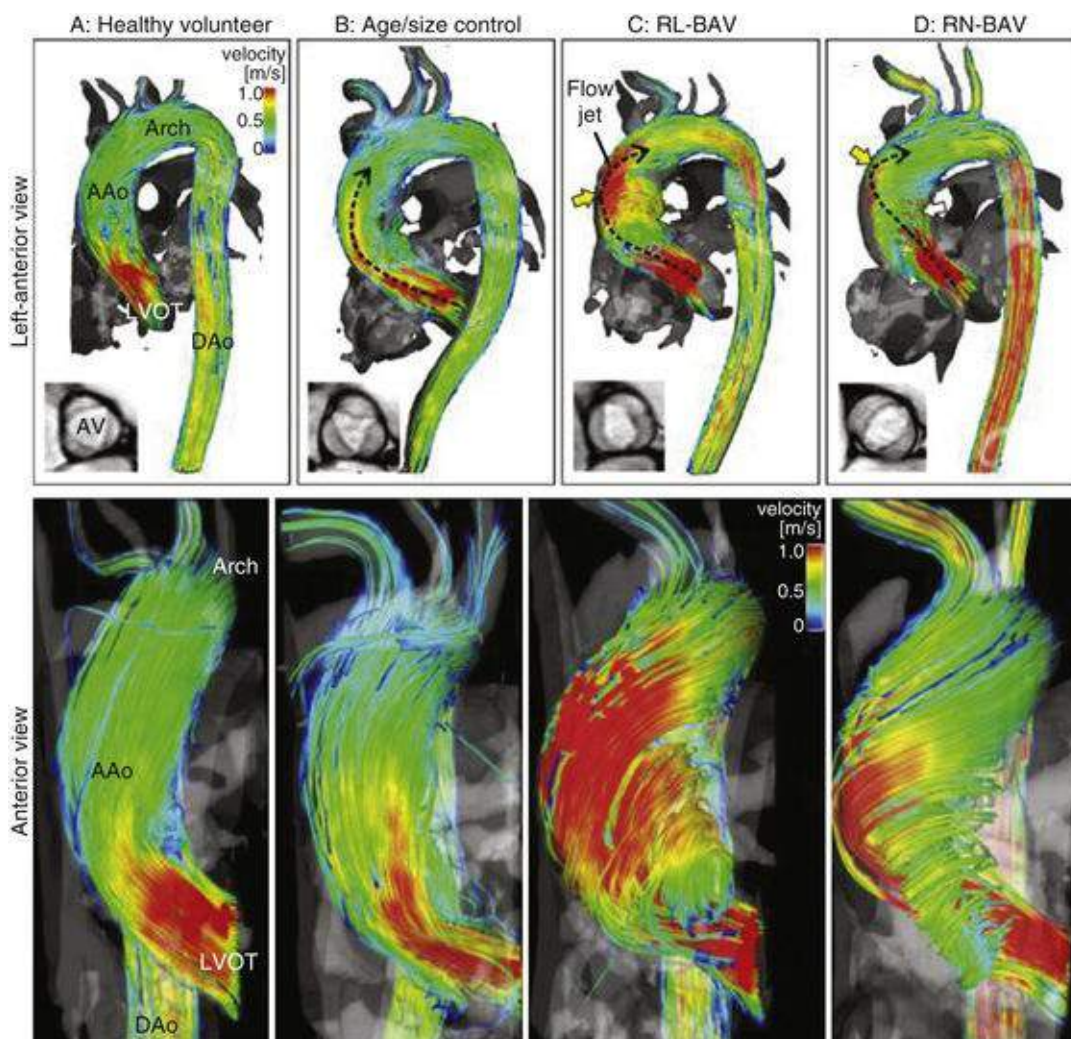 A: Healthy volunteer
B: Age/size control
C: RL-BAV
D: RN-BAV
Left-anterior view
velocity
[m/s]
1.0
0.5
0
Arch
AAo
LVOT
DAo
AV
Flow
jet
Anterior view
Arch
AAo
LVOT
DAo
velocity
[m/s]
1.0
0.5
0